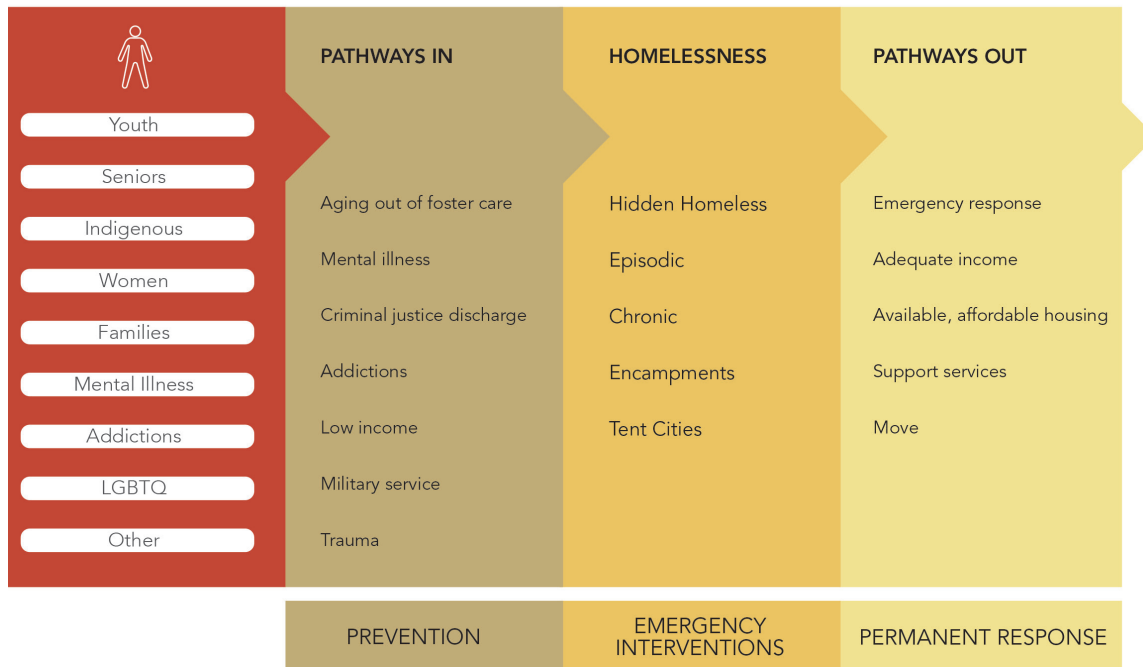 Youth
Seniors
Indigenous
Women
Families
Mental Illness
Addictions
LGBTQ
Other
PATHWAYS IN
Aging out of foster care
Mental illness
Criminal justice discharge
Addictions
Low income
Military service
Trauma
PREVENTION
HOMELESSNESS
Hidden Homeless
Episodic
Chronic
Encampments
Tent Cities
EMERGENCY
INTERVENTIONS
PATHWAYS OUT
Emergency response
Adequate income
Available, affordable housing
Support services
Move
PERMANENT RESPONSE